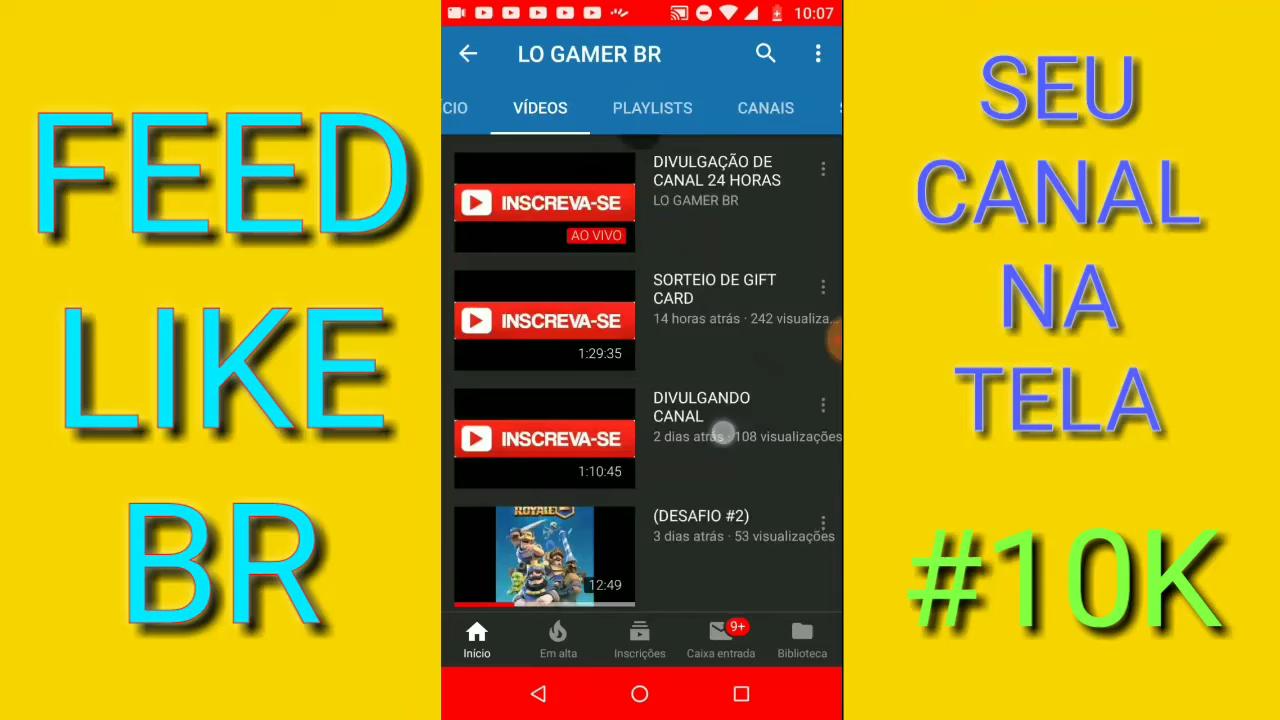 FEED
LIKE
BR
10:07
LO GAMER BR
CIO
VÍDEOS
PLAYLISTS
CANAIS
INSCREVA-SE
AO VIVO
DIVULGAÇÃO DE
CANAL 24 HORAS
LO GAMER BR
INSCREVA-SE
1:29:35
SORTEIO DE GIFT
CARD
14 horas atrás · 242 visualiza...
INSCREVA-SE
1:10:45
DIVULGANDO
CANAL
2 dias atrás · 108 visualizações
ROYALE
12:49
(DESAFIO #2)
3 dias atrás · 53 visualizações
Início
Em alta
Inscrições
9+
Caixa entrada
Biblioteca
SEU
CANAL
NA
TELA
#10K